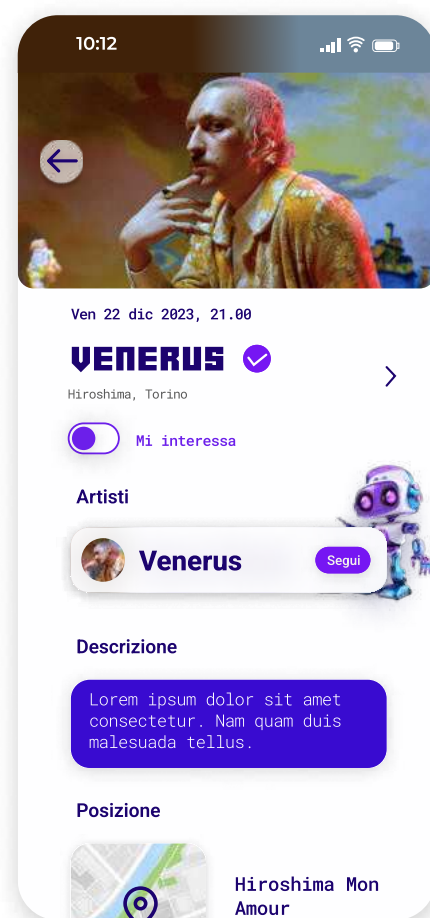 10:12
Ven 22 dic 2023, 21.00
VENERUS
Hiroshima, Torino
Mi interessa
Artisti
Venerus
Segui
Descrizione
Lorem ipsum dolor sit amet
consectetur. Nam quam duis
malesuada tellus.
Posizione
Hiroshima Mon
Amour